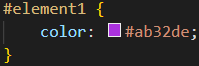 #element1 {
    color: #ab32de;
}